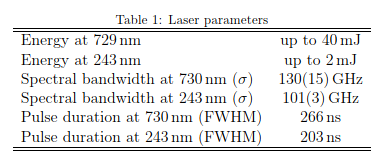 Table 1: Laser parameters
Energy at 729 nm up to 40 mJ
Energy at 243 nm up to 2 mJ
Spectral bandwidth at 730 nm (σ) 130(15) GHz
Spectral bandwidth at 243 nm (σ) 101(3) GHz
Pulse duration at 730 nm (FWHM) 266 ns
Pulse duration at 243 nm (FWHM) 203 ns